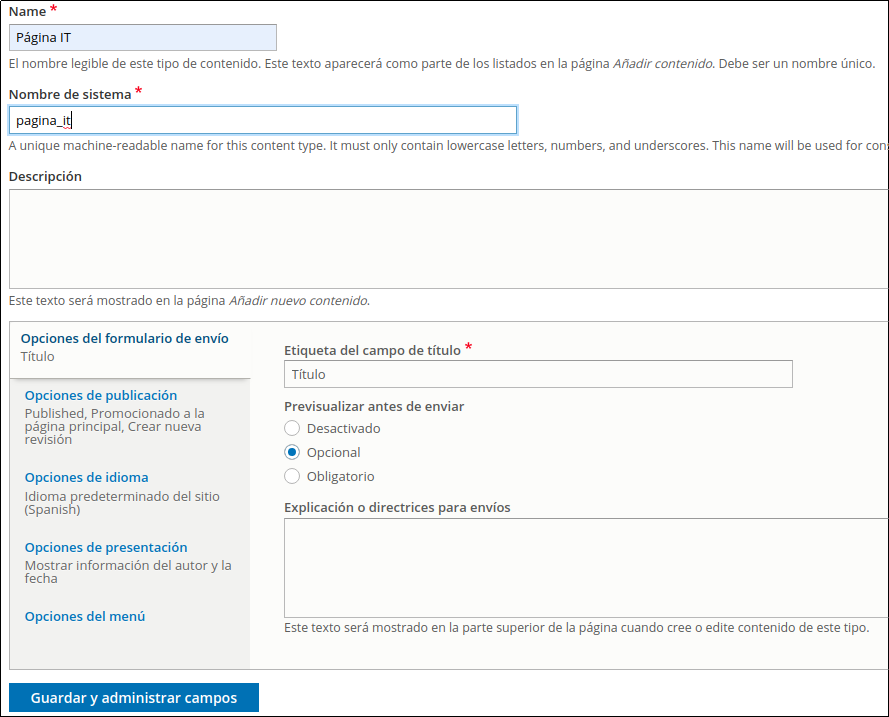 Name *
Página IT
El nombre legible de este tipo de contenido. Este texto aparecerá como parte de los listados en la página Añadir contenido. Debe ser un nombre único.
Nombre de sistema *
pagina_it
A unique machine-readable name for this content type. It must only contain lowercase letters, numbers, and underscores. This name will be used for
Descripción
Este texto será mostrado en la página Añadir nuevo contenido.
Opciones del formulario de envío
Título
Opciones de publicación
Published, Promocionado a la
página principal, Crear nueva
revisión
Opciones de idioma
Idioma predeterminado del sitio
(Spanish)
Opciones de presentación
Mostrar información del autor y la
fecha
Opciones del menú
Etiqueta del campo de título *
Título
Previsualizar antes de enviar
Desactivado
Opcional
Obligatorio
Explicación o directrices para envíos
Este texto será mostrado en la parte superior de la página cuando cree o edite contenido de este tipo.
Guardar y administrar campos